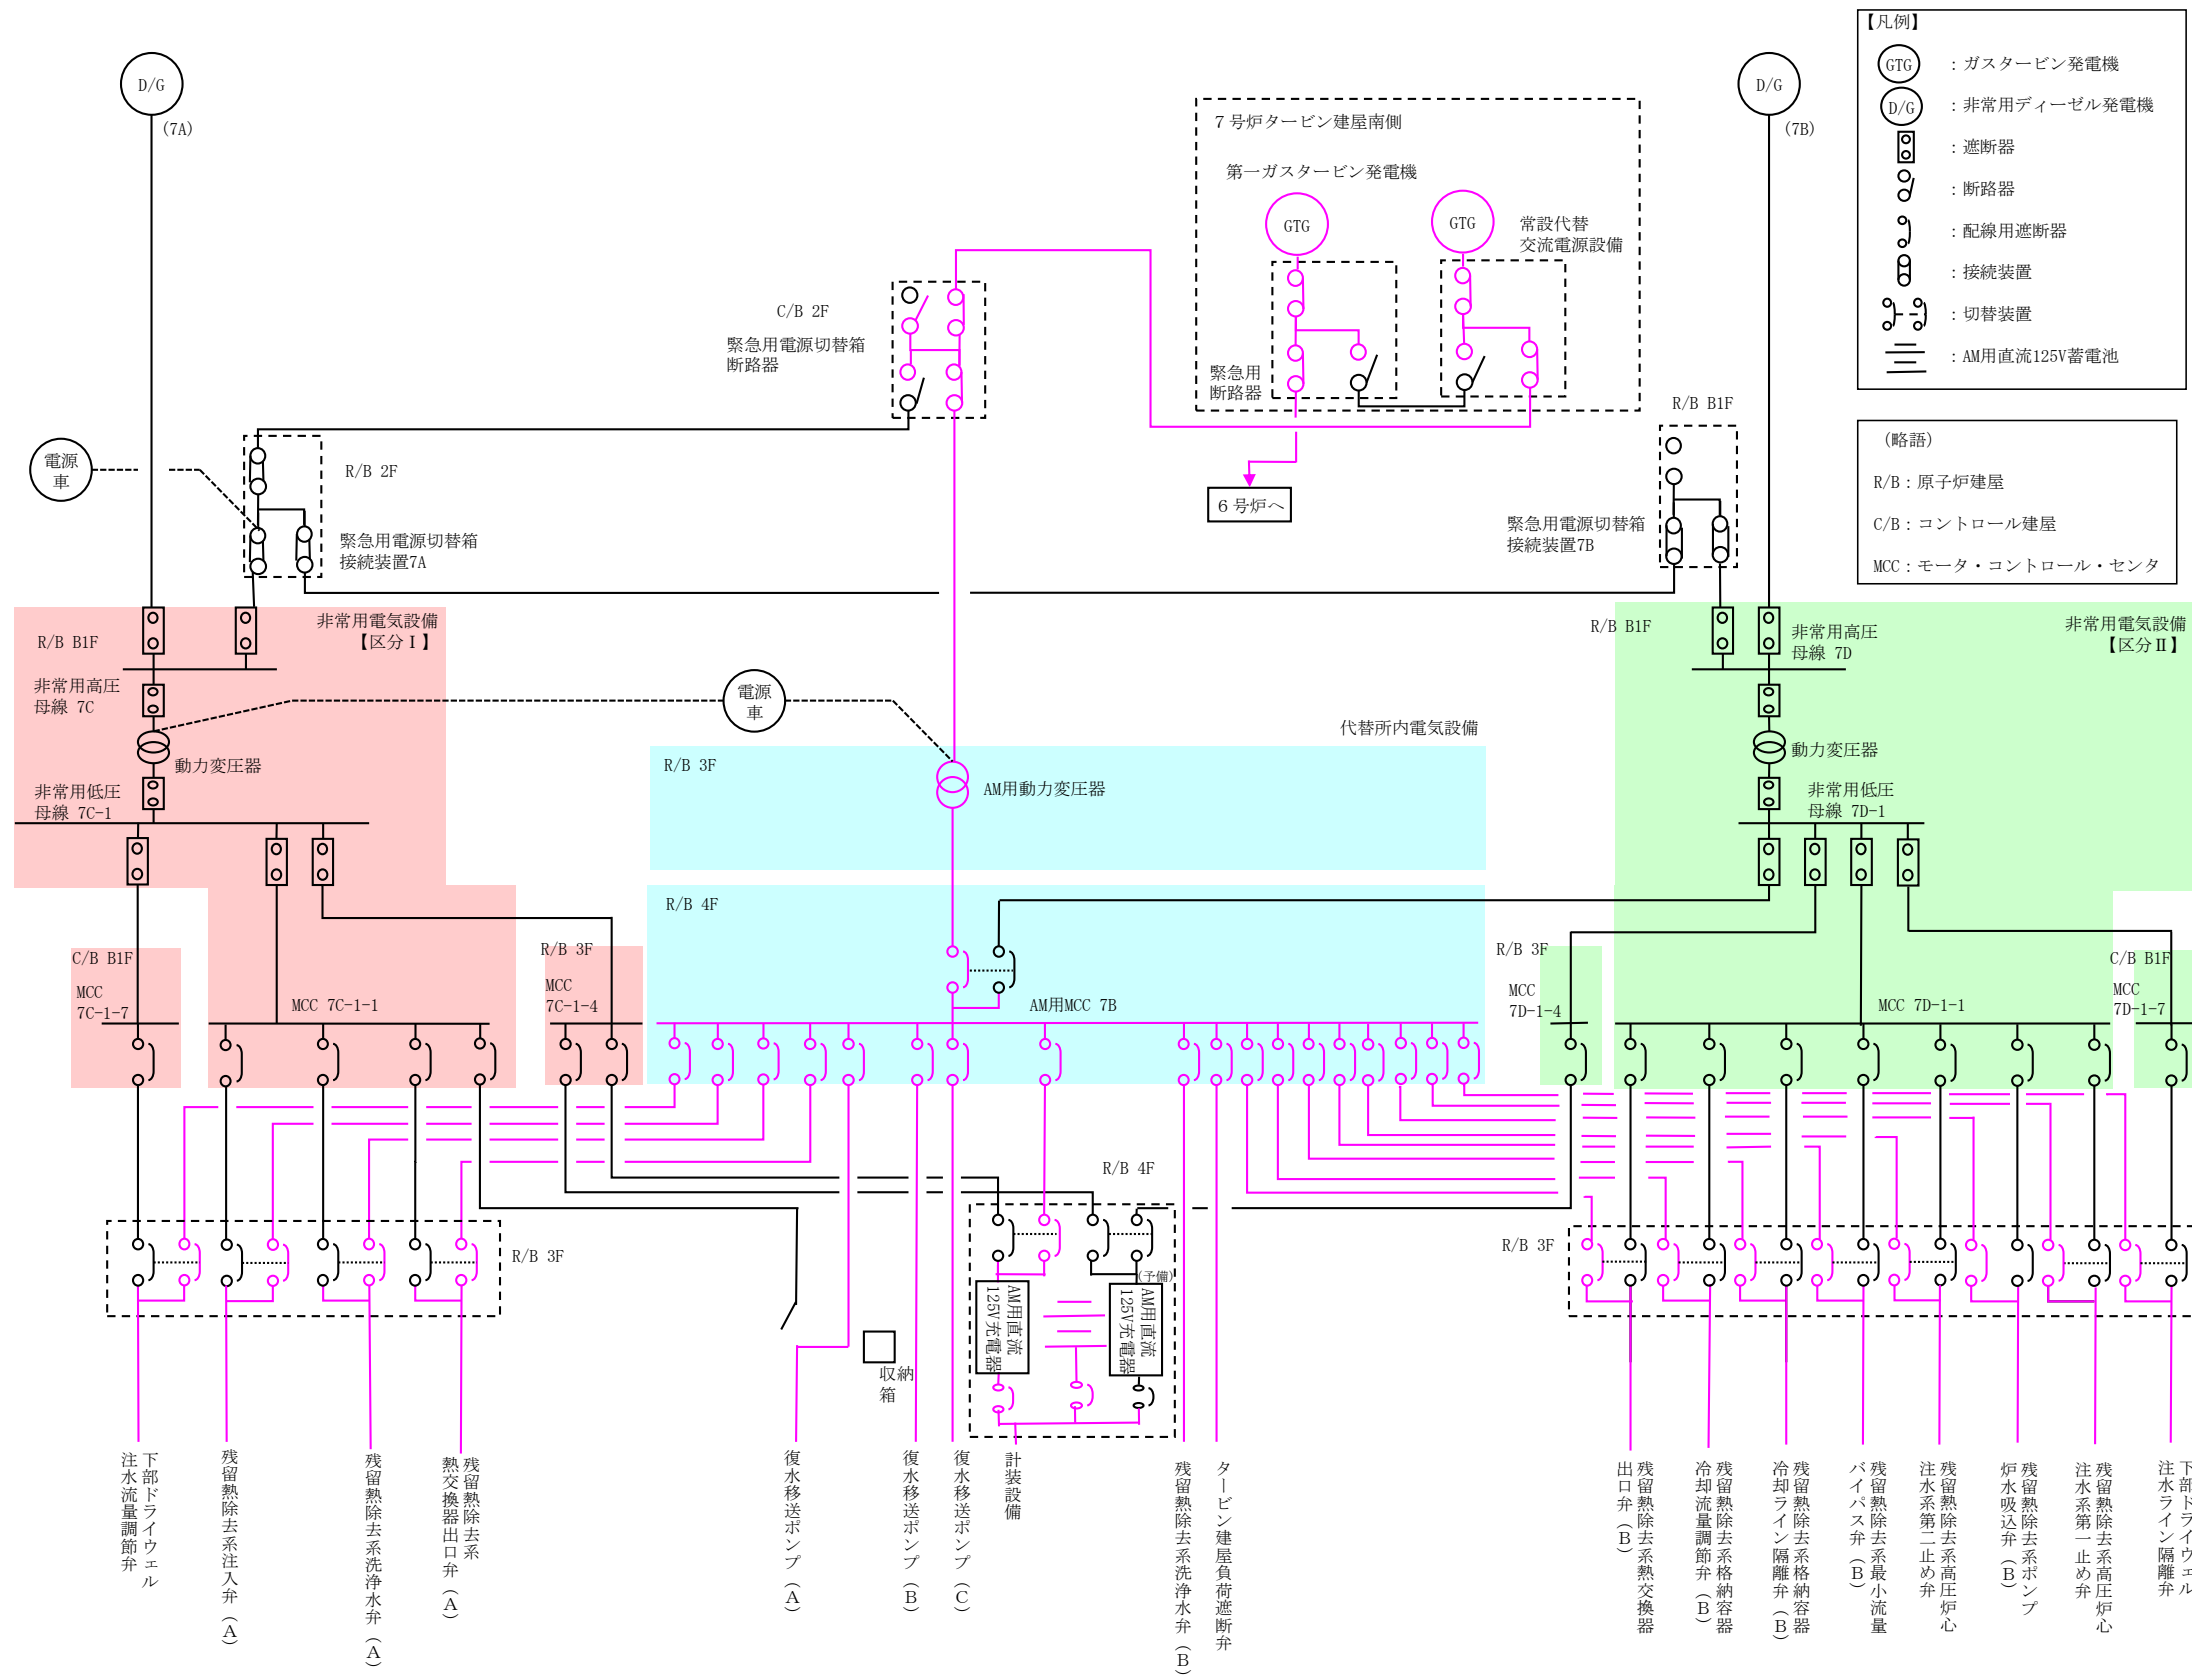 【凡例】
GTG
：ガスタービン発電機
D/G
：非常用ディーゼル発電機
：遮断器
：断路器
：配線用遮断器
：接続装置
：切替装置
：AM用直流125V蓄電池
（略語）
R/B：原子炉建屋
C/B：コントロール建屋
MCC：モータ・コントロール・センタ
D/G
（7A）
D/G
（7B）
７号炉タービン建屋南側
第一ガスタービン発電機
GTG
GTG
常設代替
交流電源設備
緊急用
断路器
６号炉へ
C/B 2F
緊急用電源切替箱
断路器
電源
車
R/B 2F
緊急用電源切替箱
接続装置7A
R/B B1F
緊急用電源切替箱
接続装置7B
R/B B1F
非常用電気設備
【区分Ⅰ】
非常用高圧
母線 7C
動力変圧器
非常用低圧
母線 7C-1
電源
車
代替所内電気設備
R/B 3F
AM用動力変圧器
R/B 4F
AM用MCC 7B
R/B B1F
非常用高圧
母線 7D
非常用電気設備
【区分Ⅱ】
動力変圧器
非常用低圧
母線 7D-1
C/B B1F
MCC
7C-1-7
MCC 7C-1-1
R/B 3F
MCC
7C-1-4
R/B 3F
MCC
7D-1-4
MCC 7D-1-1
C/B B1F
MCC
7D-1-7
R/B 3F
R/B 4F
R/B 3F
（予備）
AM用直流
125V充電器
AM用直流
125V充電器
収納
箱
下部ドライウェル
注水流量調節弁
残留熱除去系注入弁（Ａ）
残留熱除去系洗浄水弁（Ａ）
残留熱除去系
熱交換器出口弁（Ａ）
復水移送ポンプ（Ａ）
復水移送ポンプ（Ｂ）
復水移送ポンプ（Ｃ）
計装設備
残留熱除去系洗浄水弁（Ｂ）
タービン建屋負荷遮断弁
残留熱除去系熱交換器
出口弁（Ｂ）
残留熱除去系格納容器
冷却流量調節弁（Ｂ）
残留熱除去系格納容器
冷却ライン隔離弁（Ｂ）
残留熱除去系最小流量
バイパス弁（Ｂ）
残留熱除去系高圧炉心
注水系第二止め弁
残留熱除去系ポンプ
炉水吸込弁（Ｂ）
残留熱除去系高圧炉心
注水系第一止め弁
下部ドライウェル
注水ライン隔離弁